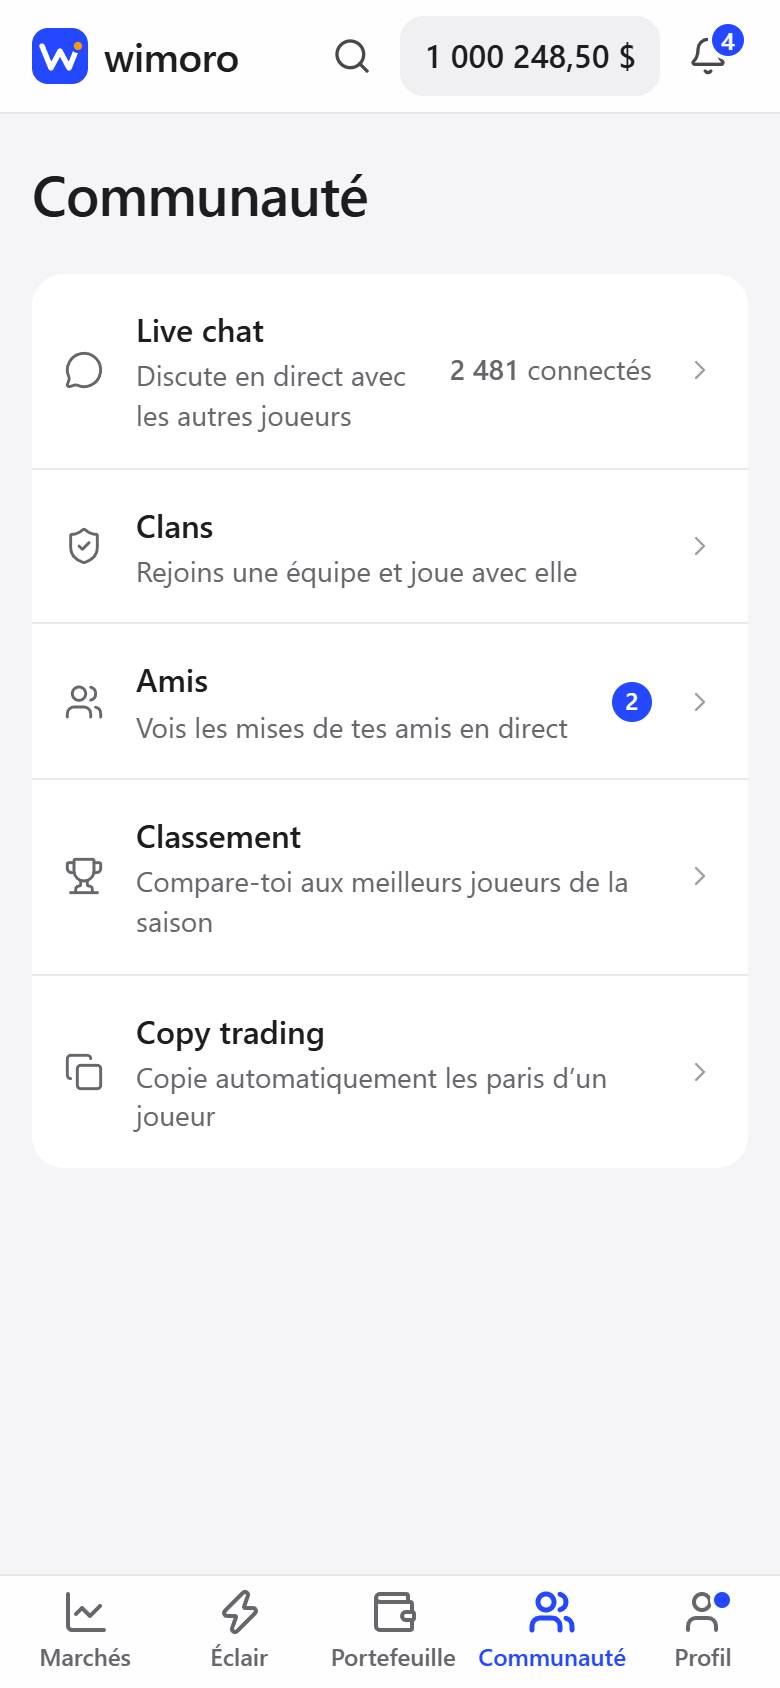 wimoro
1 000 248,50 $
4
Communauté
Live chat
Discute en direct avec
les autres joueurs
2 481 connectés
Clans
Rejoins une équipe et joue avec elle
Amis
Vois les mises de tes amis en direct
2
Classement
Compare-toi aux meilleurs joueurs de la
saison
Copy trading
Copie automatiquement les paris d’un
joueur
Marchés
Éclair
Portefeuille
Communauté
Profil